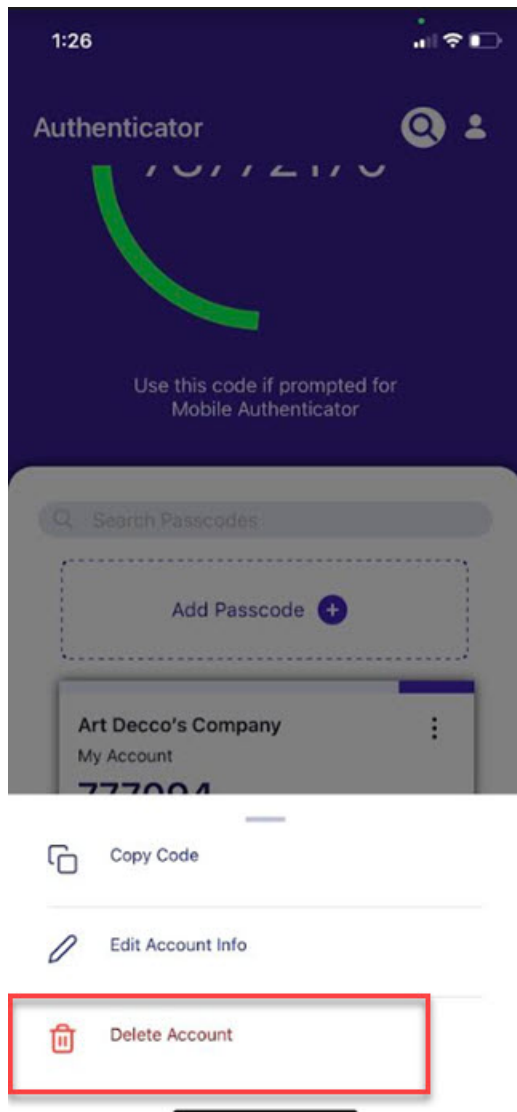 1:26
Authenticator
Use this code if prompted for
Mobile Authenticator
Search Passcodes
Add Passcode
Art Decco's Company
My Account
777094
Copy Code
Edit Account Info
Delete Account